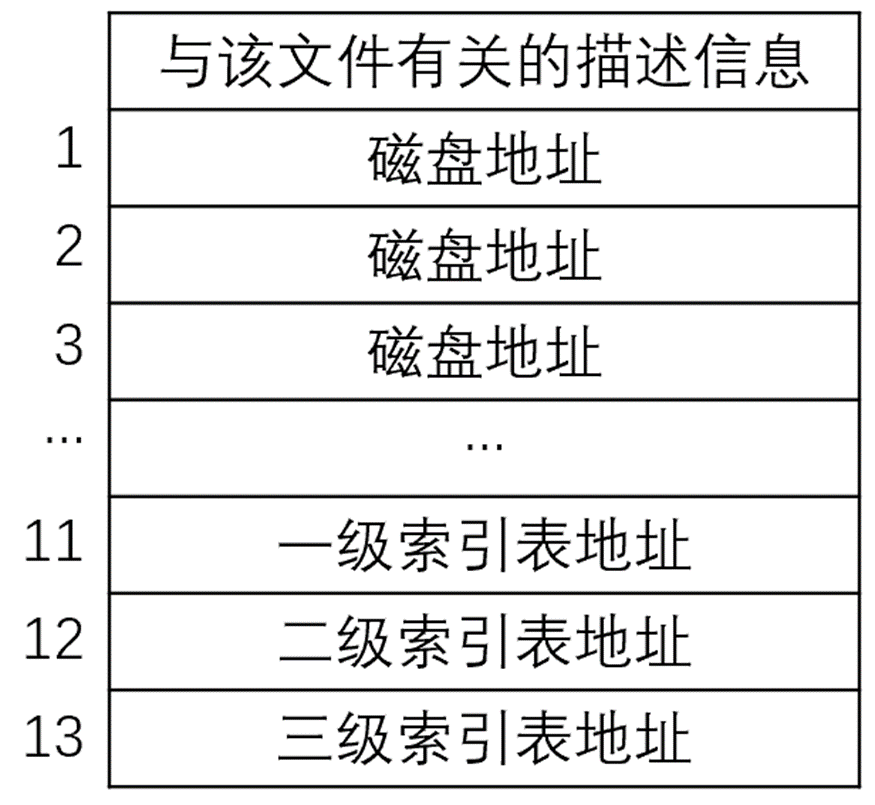 与该文件有关的描述信息
1 磁盘地址
2 磁盘地址
3 磁盘地址
... ...
11 一级索引表地址
12 二级索引表地址
13 三级索引表地址